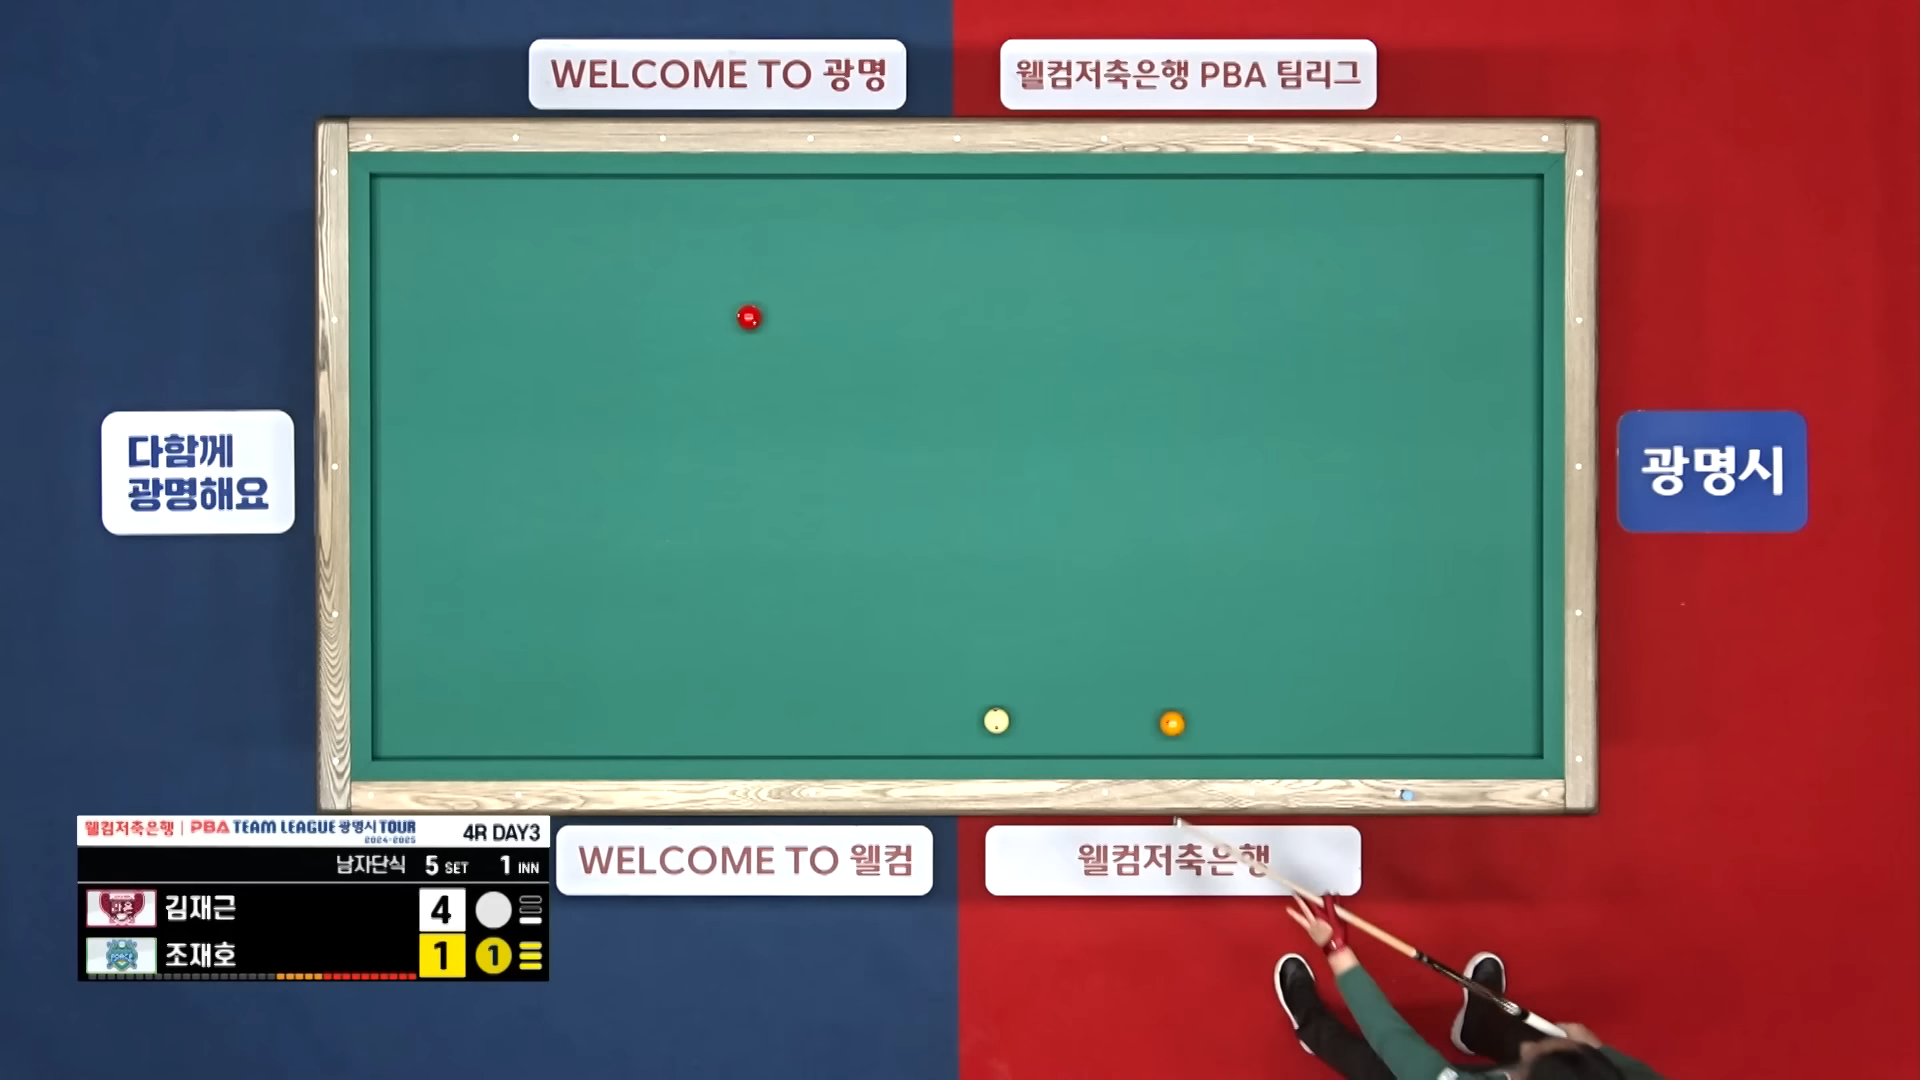 WELCOME TO 광명
웰컴저축은행 PBA 팀리그
다함께
광명해요
광명시
웰컴저축은행 | PBA TEAM LEAGUE 광명시 TOUR
2024-2025
4R DAY3
남자단식 5 SET 1 INN
김재근 4
조재호 1 1
WELCOME TO 웰컴
웰컴저축은행